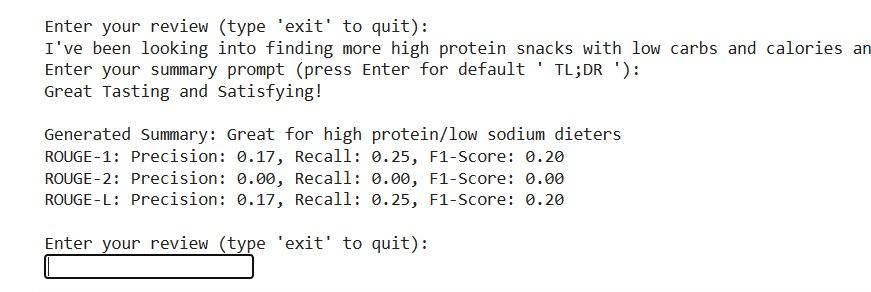 Enter your review (type 'exit' to quit):
I've been looking into finding more high protein snacks with low carbs and calories an
Enter your summary prompt (press Enter for default ' TL;DR '):
Great Tasting and Satisfying!
Generated Summary: Great for high protein/low sodium dieters
ROUGE-1: Precision: 0.17, Recall: 0.25, F1-Score: 0.20
ROUGE-2: Precision: 0.00, Recall: 0.00, F1-Score: 0.00
ROUGE-L: Precision: 0.17, Recall: 0.25, F1-Score: 0.20
Enter your review (type 'exit' to quit):